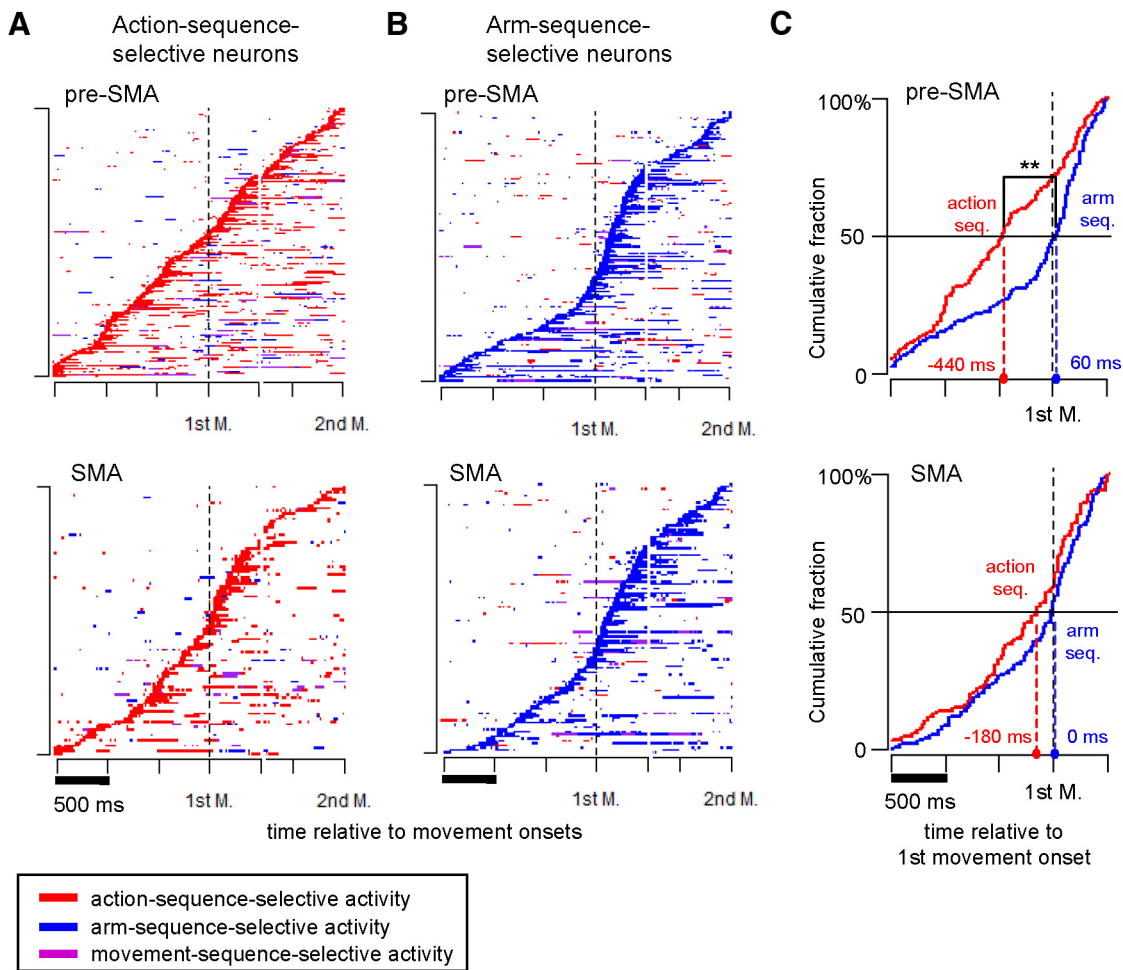 A
Action-sequence-
selective neurons
B
Arm-sequence-
selective neurons
C
pre-SMA
pre-SMA
pre-SMA
100%
**
action
seq.
arm
seq.
50
Cumulative fraction
-440 ms
60 ms
0
1st M.
2nd M.
1st M.
2nd M.
1st M.
SMA
SMA
SMA
100%
action
seq.
50
arm
seq.
Cumulative fraction
-180 ms
0 ms
0
500 ms
1st M.
2nd M.
1st M.
2nd M.
500 ms
1st M.
time relative to movement onsets
time relative to
1st movement onset
action-sequence-selective activity
arm-sequence-selective activity
movement-sequence-selective activity